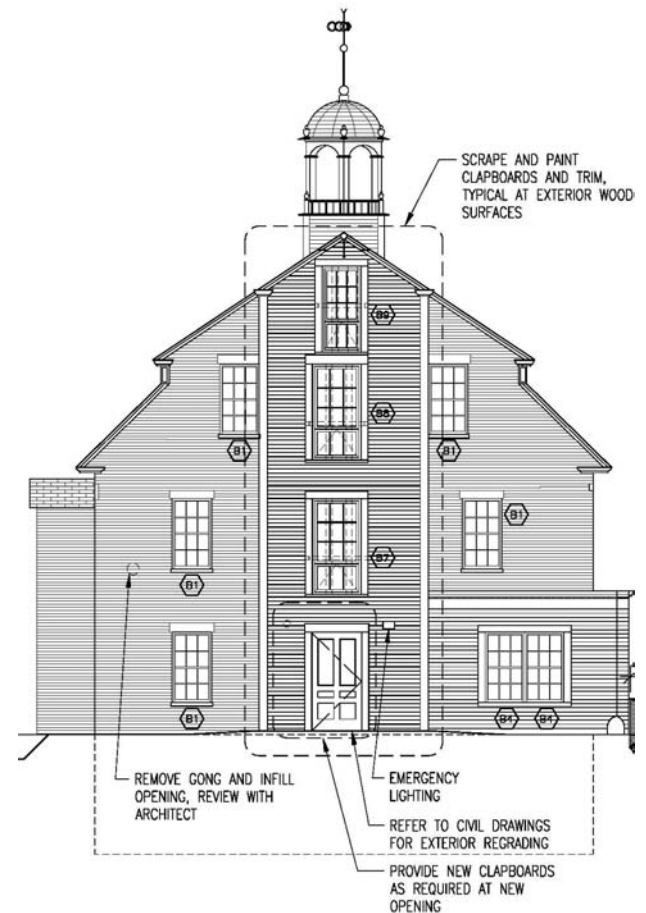 SCRAPE AND PAINT
CLAPBOARDS AND TRIM,
TYPICAL AT EXTERIOR WOOD
SURFACES
B9
B8
B1
B1
B1
B7
B1
B1
B4
B4
REMOVE GONG AND INFILL
OPENING, REVIEW WITH
ARCHITECT
EMERGENCY
LIGHTING
REFER TO CIVIL DRAWINGS
FOR EXTERIOR REGRADING
PROVIDE NEW CLAPBOARDS
AS REQUIRED AT NEW
OPENING